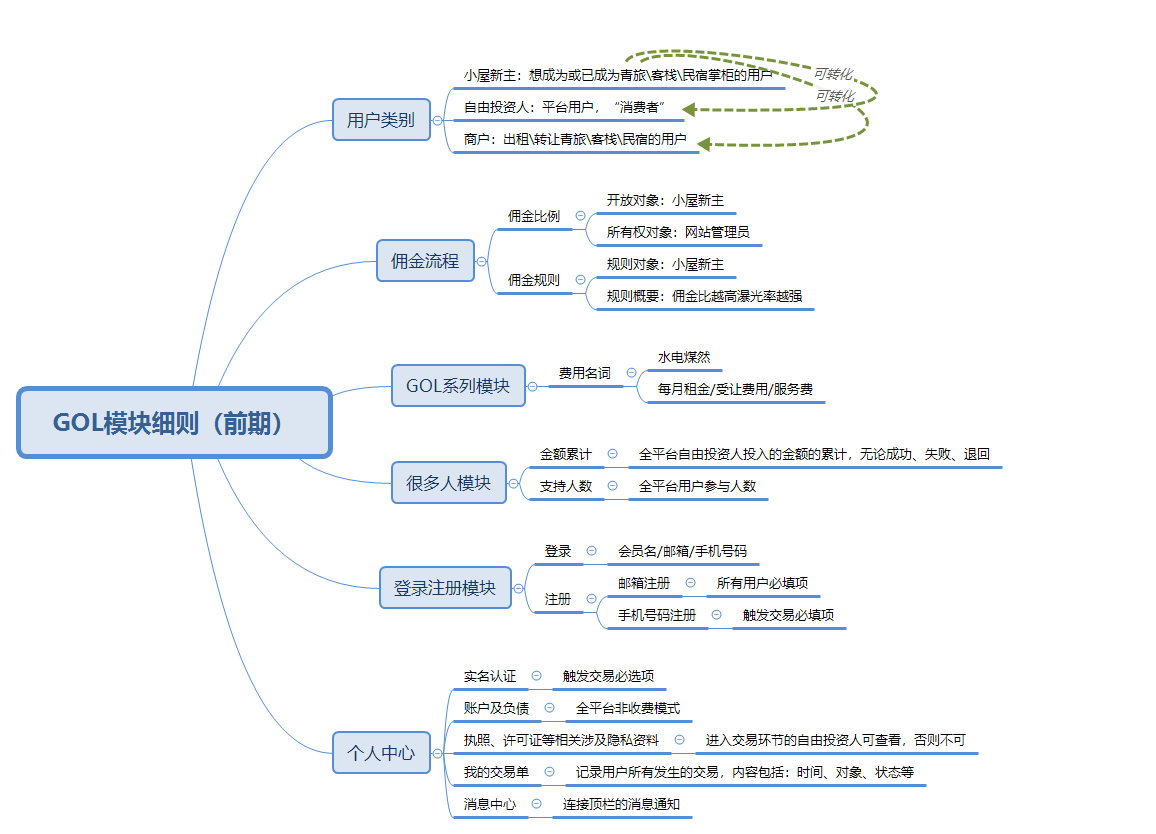 GOL模块细则（前期）
用户类别
小屋新主：想成为或已成为青旅\客栈\民宿掌柜的用户
可转化
可转化
自由投资人：平台用户，“消费者”
商户：出租\转让青旅\客栈\民宿的用户
佣金流程
佣金比例
开放对象：小屋新主
所有权对象：网站管理员
佣金规则
规则对象：小屋新主
规则概要：佣金比越高瀑光率越强
GOL系列模块
费用名词
水电煤然
每月租金/受让费用/服务费
很多人模块
金额累计
全平台自由投资人投入的金额的累计，无论成功、失败、退回
支持人数
全平台用户参与人数
登录注册模块
登录
会员名/邮箱/手机号码
注册
邮箱注册
所有用户必填项
手机号码注册
触发交易必填项
个人中心
实名认证
触发交易必选项
账户及负债
全平台非收费模式
执照、许可证等相关涉及隐私资料
进入交易环节的自由投资人可查看，否则不可
我的交易单
记录用户所有发生的交易，内容包括：时间、对象、状态等
消息中心
连接顶栏的消息通知